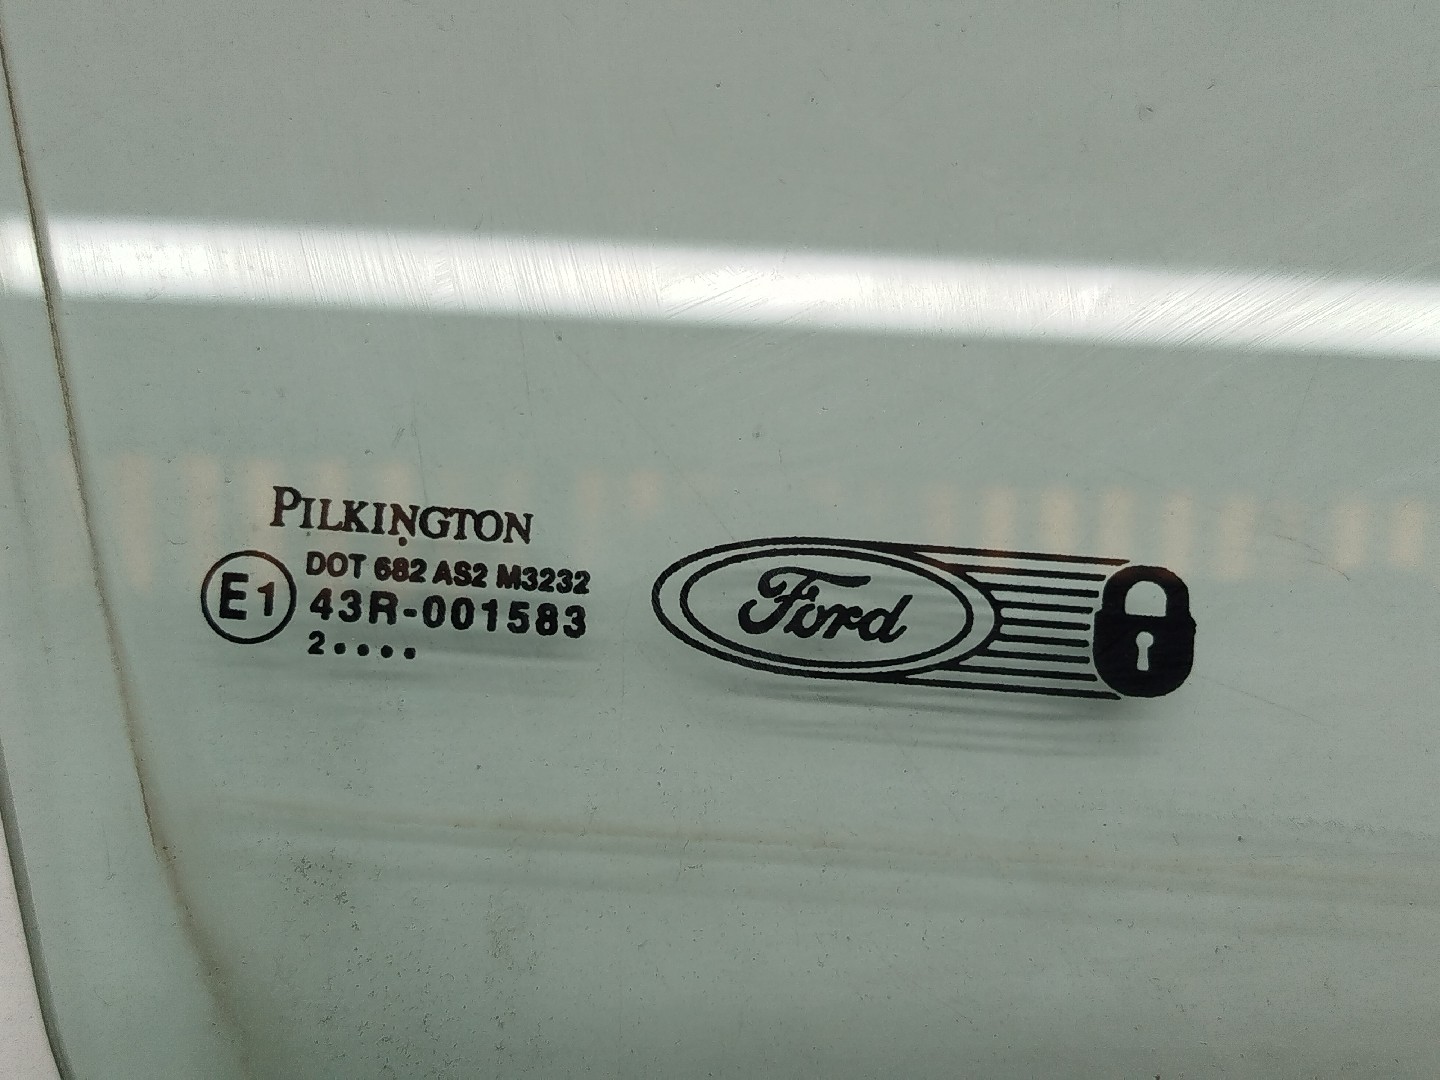 PILKINGTON
DOT 682 AS2 M3232
E1 43R-001583
2••••
Ford